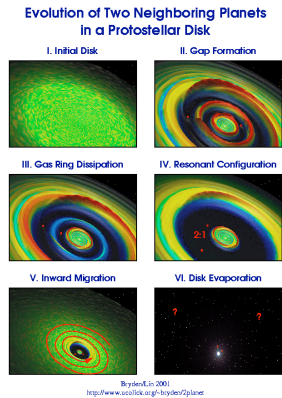 Evolution of Two Neighboring Planets
in a Protostellar Disk
I. Initial Disk
II. Gap Formation
III. Gas Ring Dissipation
IV. Resonant Configuration
2:1
V. Inward Migration
VI. Disk Evaporation
?
?
Bryden/Lin 2001
http://www.ucolick.org/~bryden/2planet